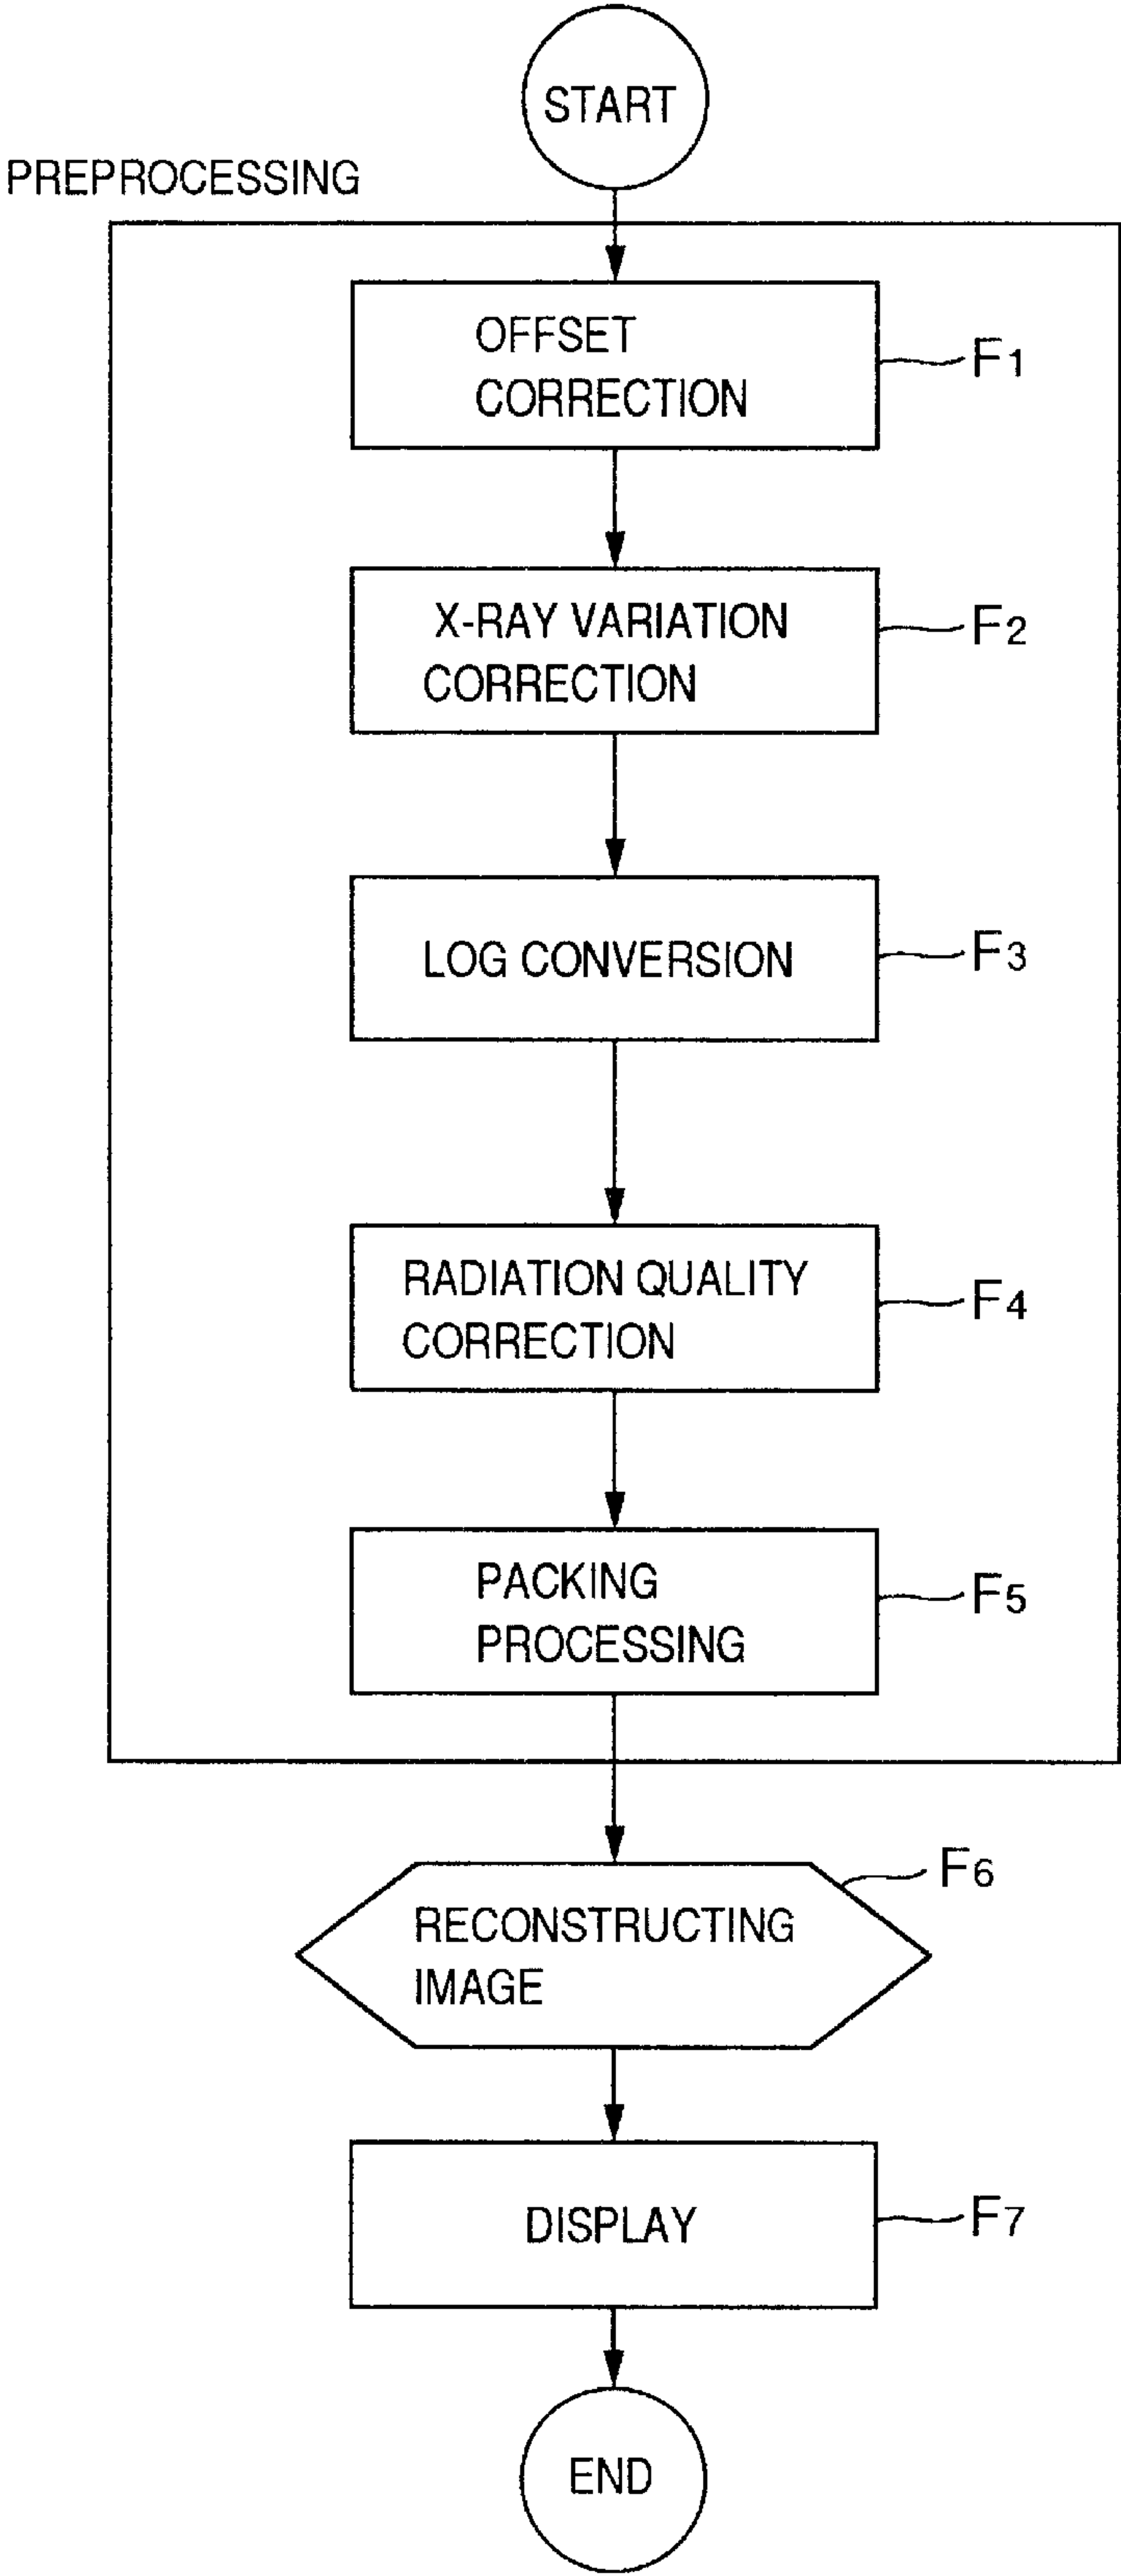 START
PREPROCESSING
OFFSET
CORRECTION
F1
X-RAY VARIATION
CORRECTION
F2
LOG CONVERSION
F3
RADIATION QUALITY
CORRECTION
F4
PACKING
PROCESSING
F5
RECONSTRUCTING
IMAGE
F6
DISPLAY
F7
END